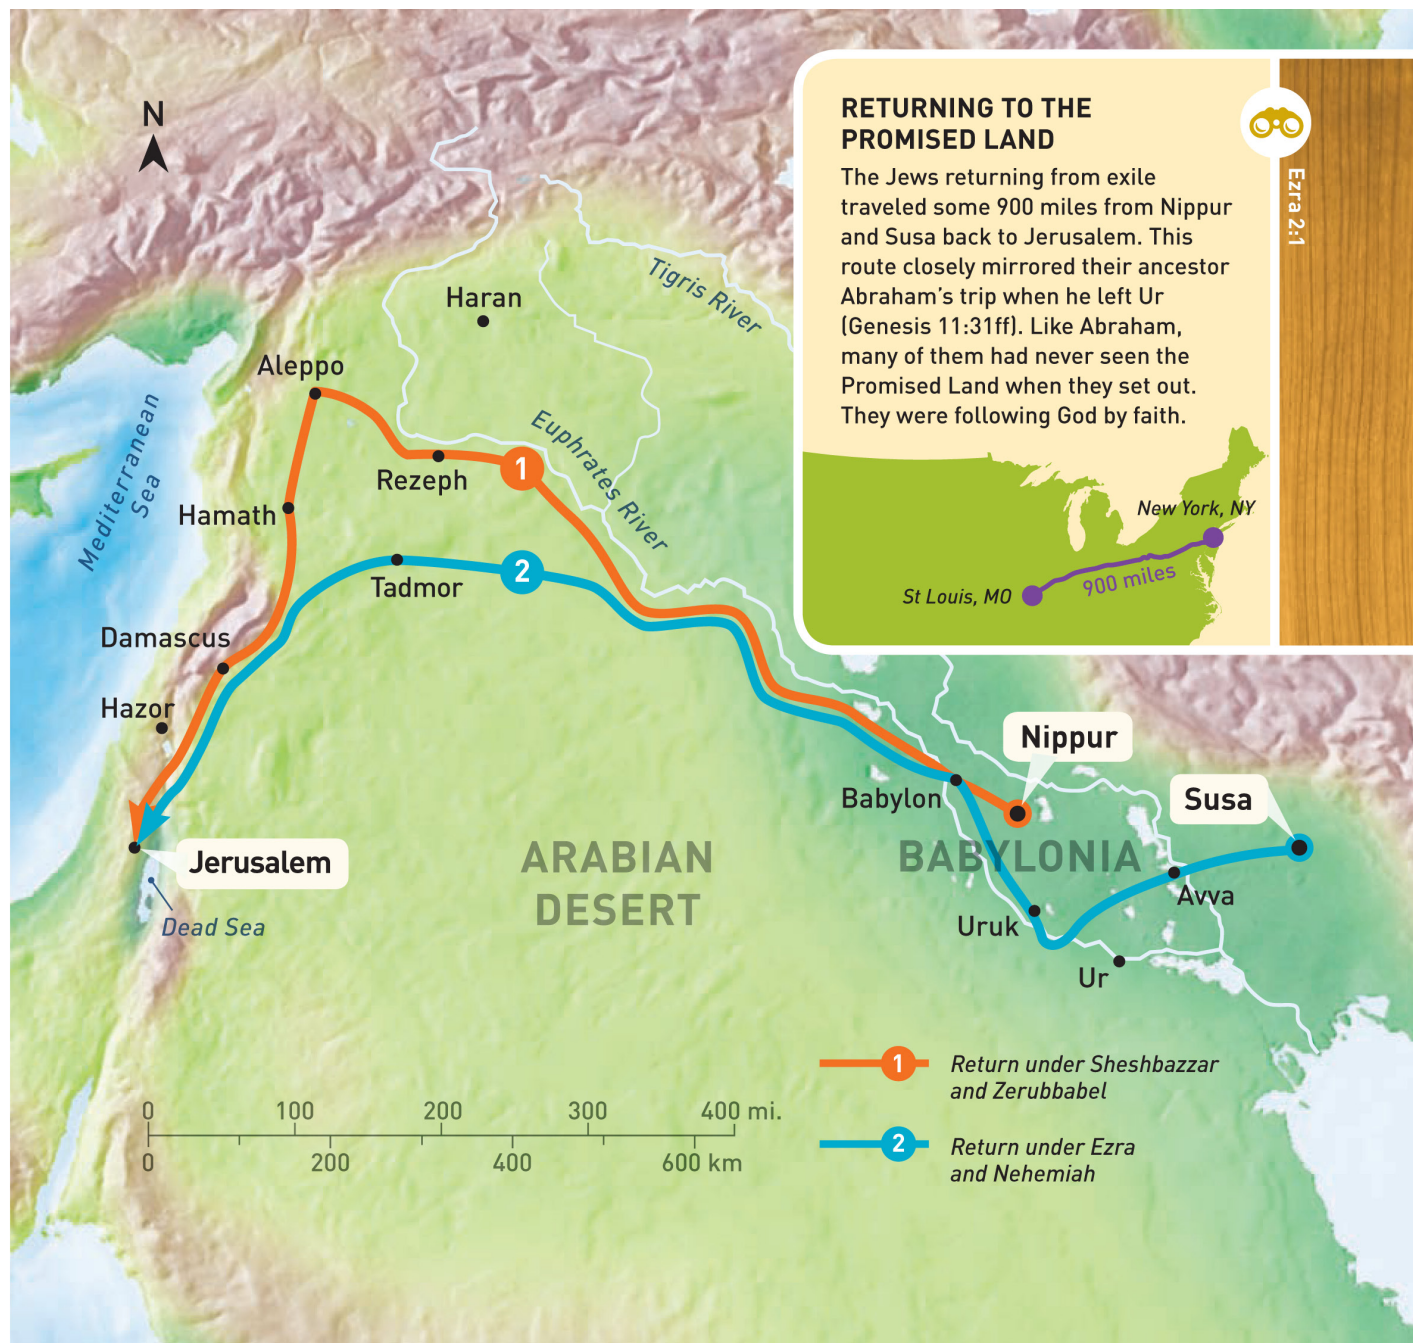 N
RETURNING TO THE
PROMISED LAND
The Jews returning from exile
traveled some 900 miles from Nippur
and Susa back to Jerusalem. This
route closely mirrored their ancestor
Abraham’s trip when he left Ur
(Genesis 11:31ff). Like Abraham,
many of them had never seen the
Promised Land when they set out.
They were following God by faith.
Ezra 2:1
New York, NY
900 miles
St Louis, MO
Tigris River
Haran
Aleppo
Mediterranean
Sea
Euphrates River
1
Rezeph
Hamath
2
Tadmor
Damascus
Hazor
Nippur
Babylon
Susa
Jerusalem
ARABIAN
DESERT
BABYLONIA
Avva
Dead Sea
Uruk
Ur
1 Return under Sheshbazzar
and Zerubbabel
2 Return under Ezra
and Nehemiah
0 100 200 300 400 mi.
0 200 400 600 km